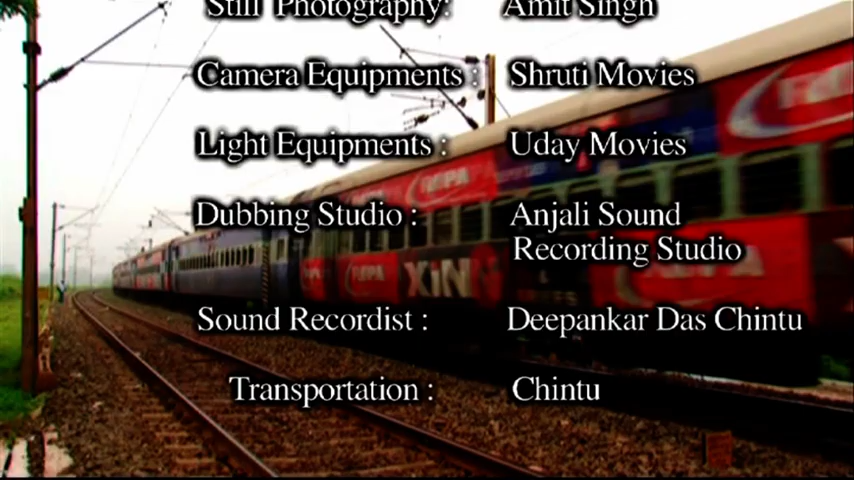 Still Photography: Amit Singh
Camera Equipments : Shruti Movies
Light Equipments : Uday Movies
Dubbing Studio : Anjali Sound
Recording Studio
XiN
Sound Recordist : Deepankar Das Chintu
Transportation : Chintu